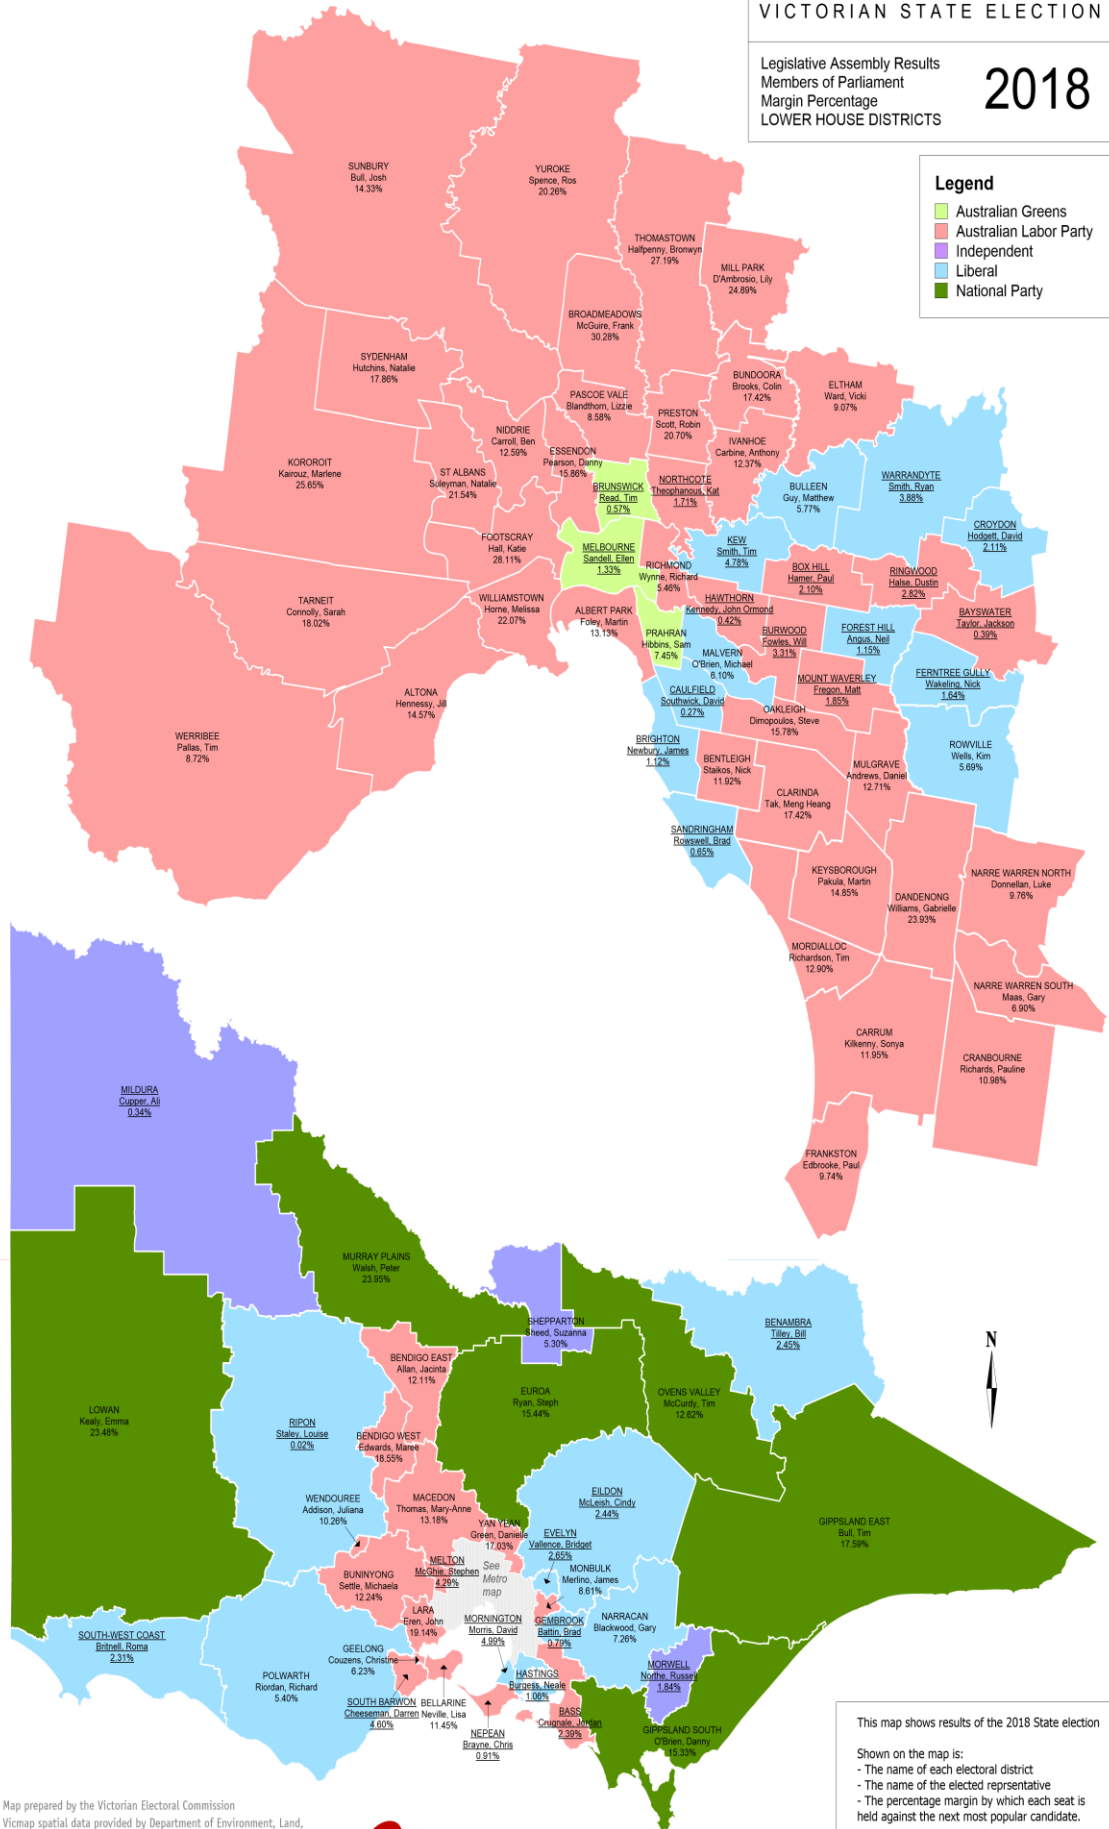 VICTORIAN STATE ELECTION
Legislative Assembly Results
Members of Parliament
Margin Percentage
LOWER HOUSE DISTRICTS
2018
Legend
Australian Greens
Australian Labor Party
Independent
Liberal
National Party
SUNBURY
Bull, Josh
14.33%
YUROKE
Spence, Ros
20.26%
THOMASTOWN
Halfpenny, Bronwyn
27.19%
MILL PARK
D'Ambrosio, Lily
24.89%
BROADMEADOWS
McGuire, Frank
30.28%
SYDENHAM
Hutchins, Natalie
17.86%
BUNDOORA
Brooks, Colin
17.42%
ELTHAM
Ward, Vicki
9.07%
PASCOE VALE
Blandthorn, Lizzie
8.58%
PRESTON
Scott, Robin
20.70%
NIDDRIE
Carroll, Ben
12.59%
IVANHOE
Carbine, Anthony
12.37%
ESSENDON
Pearson, Danny
15.86%
KOROROIT
Kairouz, Marlene
25.65%
ST ALBANS
Suleyman, Natalie
21.54%
BRUNSWICK
Read, Tim
0.57%
NORTHCOTE
Theophanous, Kat
1.71%
BULLEEN
Guy, Matthew
5.77%
WARRANDYTE
Smith, Ryan
3.88%
CROYDON
Hodgett, David
2.11%
FOOTSCRAY
Hall, Katie
28.11%
MELBOURNE
Sandell, Ellen
1.33%
KEW
Smith, Tim
4.78%
RICHMOND
Wynne, Richard
5.46%
BOX HILL
Hamer, Paul
2.10%
RINGWOOD
Halse, Dustin
2.82%
TARNEIT
Connolly, Sarah
18.02%
WILLIAMSTOWN
Horne, Melissa
22.07%
ALBERT PARK
Foley, Martin
13.13%
HAWTHORN
Kennedy, John Ormond
0.42%
BAYSWATER
Taylor, Jackson
0.39%
PRAHRAN
Hibbins, Sam
7.45%
BURWOOD
Fowles, Will
3.31%
FOREST HILL
Angus, Neil
1.15%
MALVERN
O'Brien, Michael
6.10%
FERNTREE GULLY
Wakeling, Nick
1.64%
MOUNT WAVERLEY
Fregon, Matt
1.85%
CAULFIELD
Southwick, David
0.27%
ALTONA
Hennessy, Jill
14.57%
OAKLEIGH
Dimopoulos, Steve
15.78%
WERRIBEE
Pallas, Tim
8.72%
BRIGHTON
Newbury, James
1.12%
ROWVILLE
Wells, Kim
5.69%
BENTLEIGH
Staikos, Nick
11.92%
MULGRAVE
Andrews, Daniel
12.71%
CLARINDA
Tak, Meng Heang
17.42%
SANDRINGHAM
Rowswell, Brad
0.65%
KEYSBOROUGH
Pakula, Martin
14.85%
NARRE WARREN NORTH
Donnellan, Luke
9.76%
DANDENONG
Williams, Gabrielle
23.93%
MORDIALLOC
Richardson, Tim
12.90%
NARRE WARREN SOUTH
Maas, Gary
6.90%
CARRUM
Kilkenny, Sonya
11.95%
CRANBOURNE
Richards, Pauline
10.98%
FRANKSTON
Edbrooke, Paul
9.74%
MILDURA
Cupper, Ali
0.34%
MURRAY PLAINS
Walsh, Peter
23.95%
SHEPPARTON
Sheed, Suzanna
5.30%
BENAMBRA
Tilley, Bill
2.45%
N
BENDIGO EAST
Allan, Jacinta
12.11%
EUROA
Ryan, Steph
15.44%
OVENS VALLEY
McCurdy, Tim
12.62%
LOWAN
Kealy, Emma
23.48%
RIPON
Staley, Louise
0.02%
BENDIGO WEST
Edwards, Maree
18.55%
WENDOUREE
Addison, Juliana
10.26%
MACEDON
Thomas, Mary-Anne
13.18%
EILDON
McLeish, Cindy
2.44%
YAN YEAN
Green, Danielle
17.03%
GIPPSLAND EAST
Bull, Tim
17.59%
EVELYN
Vallence, Bridget
2.65%
MELTON
McGhie, Stephen
4.29%
See
Metro
map
MONBULK
Merlino, James
8.61%
BUNINYONG
Settle, Michaela
12.24%
LARA
Eren, John
19.14%
MORNINGTON
Morris, David
4.99%
GEMBROOK
Battin, Brad
0.79%
NARRACAN
Blackwood, Gary
7.26%
SOUTH-WEST COAST
Britnell, Roma
2.31%
GEELONG
Couzens, Christine
6.23%
POLWARTH
Riordan, Richard
5.40%
HASTINGS
Burgess, Neale
1.06%
MORWELL
Northe, Russell
1.84%
SOUTH BARWON
Cheeseman, Darren
4.60%
BELLARINE
Neville, Lisa
11.45%
NEPEAN
Brayne, Chris
0.91%
BASS
Crugnale, Jordan
2.39%
GIPPSLAND SOUTH
O'Brien, Danny
15.33%
This map shows results of the 2018 State election
Shown on the map is:
- The name of each electoral district
- The name of the elected reprsentative
- The percentage margin by which each seat is
held against the next most popular candidate.
Map prepared by the Victorian Electoral Commission
Vicmap spatial data provided by Department of Environment, Land,